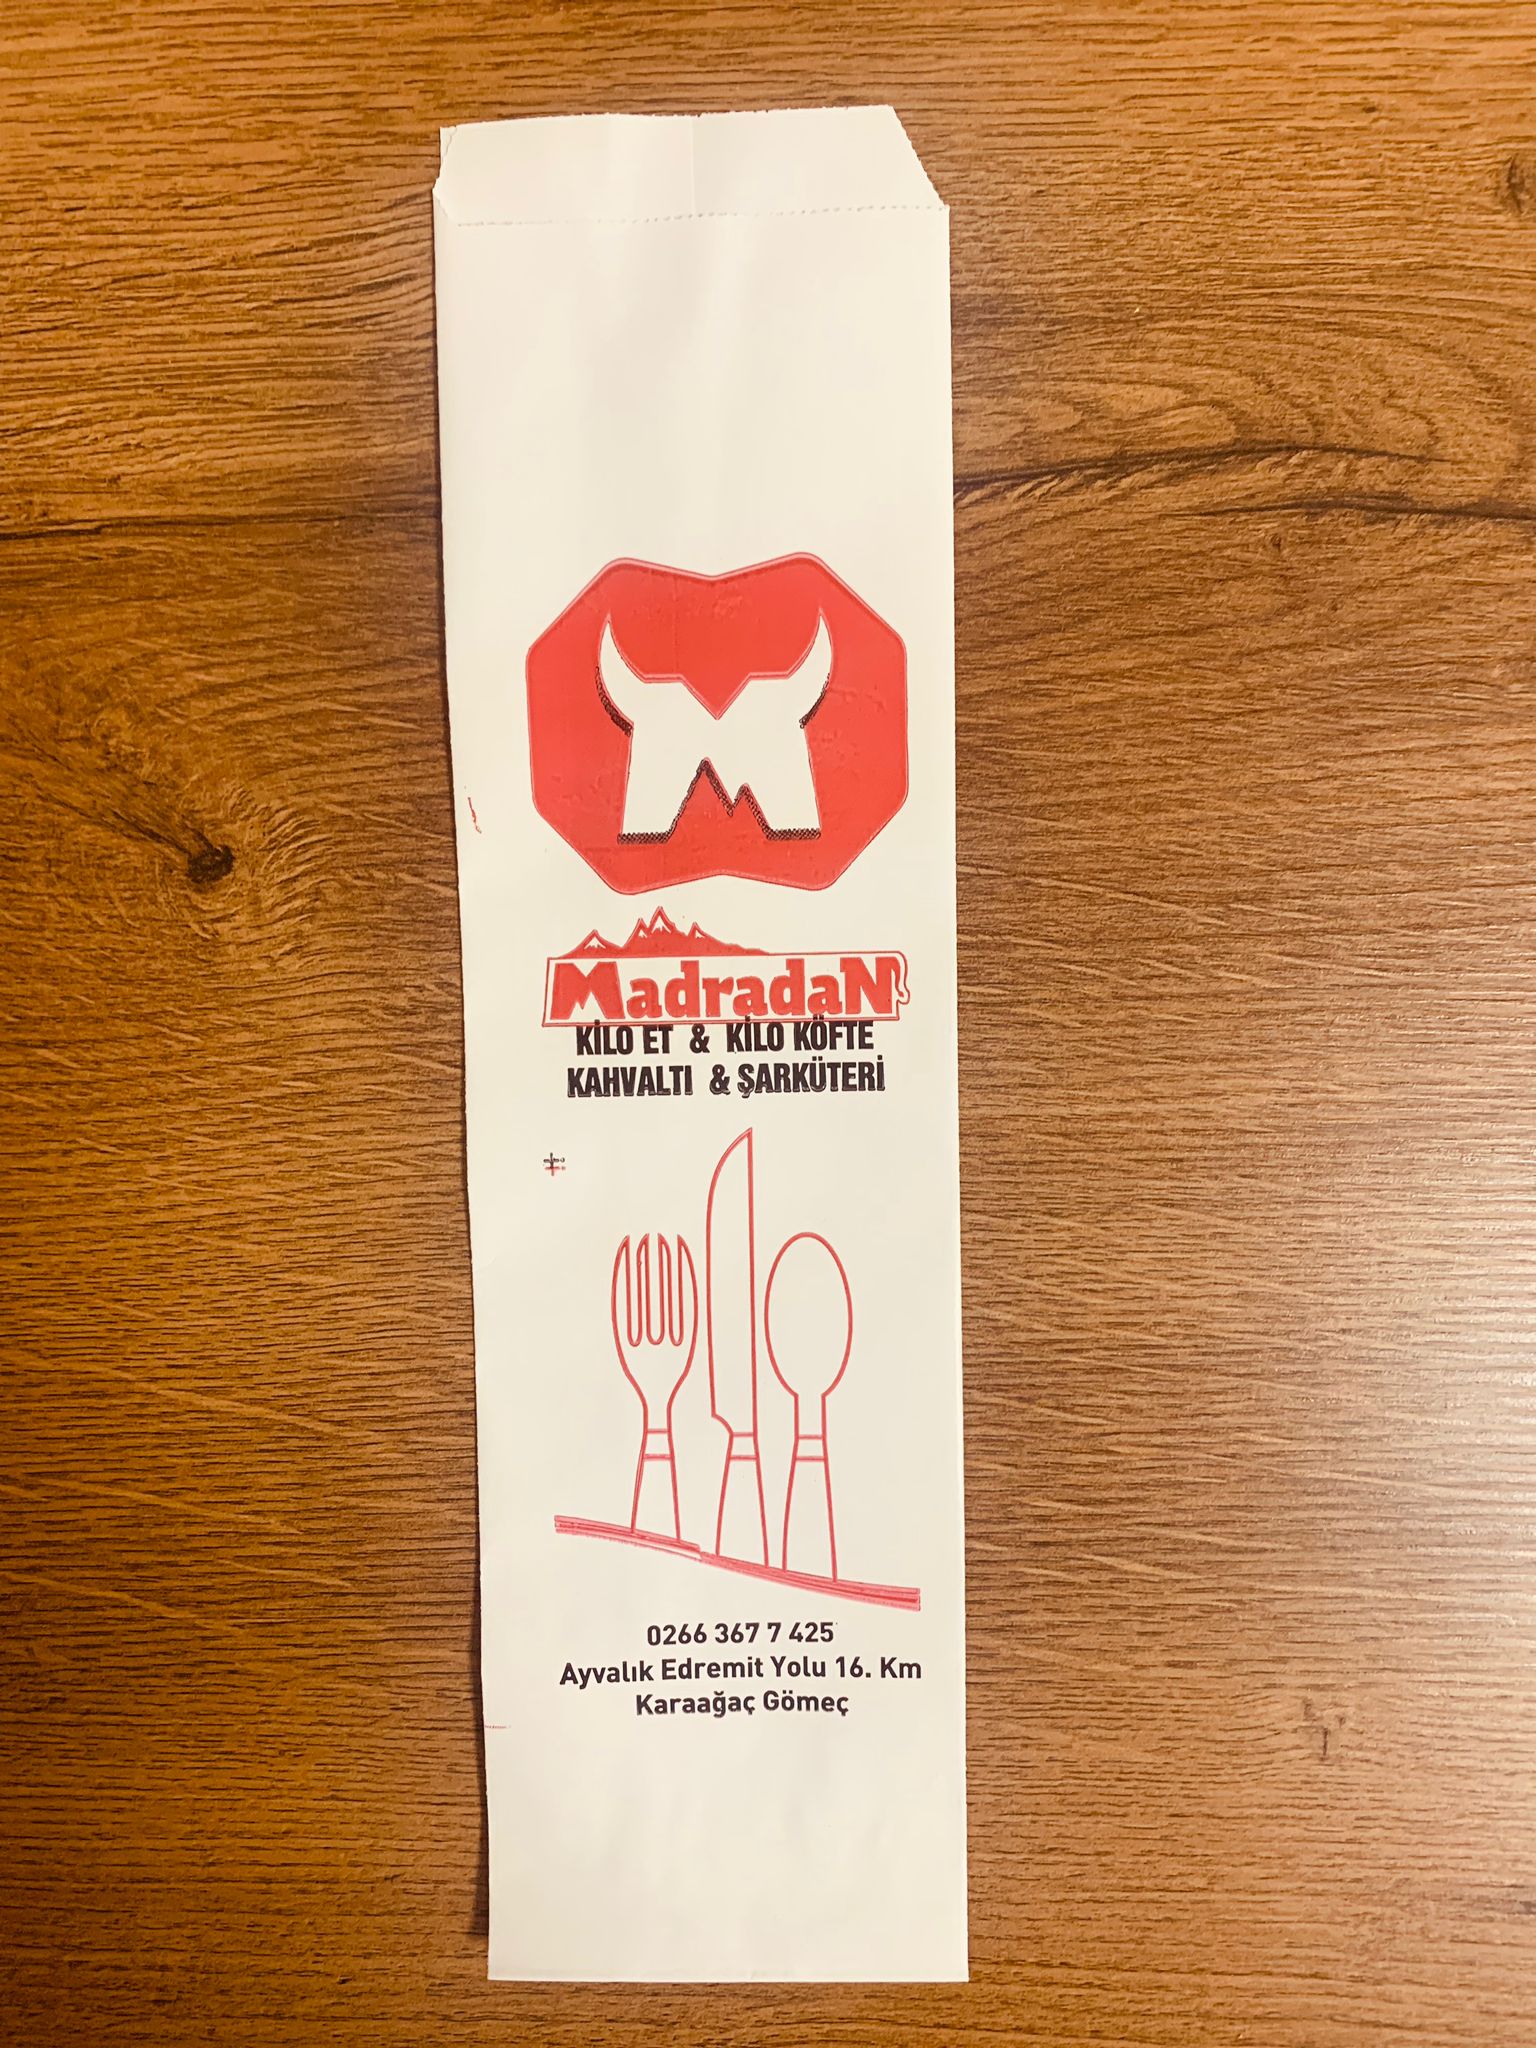 MadradaN
KİLO ET & KİLO KÖFTE
KAHVALTI & ŞARKÜTERİ
0266 367 7 425
Ayvalık Edremit Yolu 16. Km
Karaağaç Gömeç